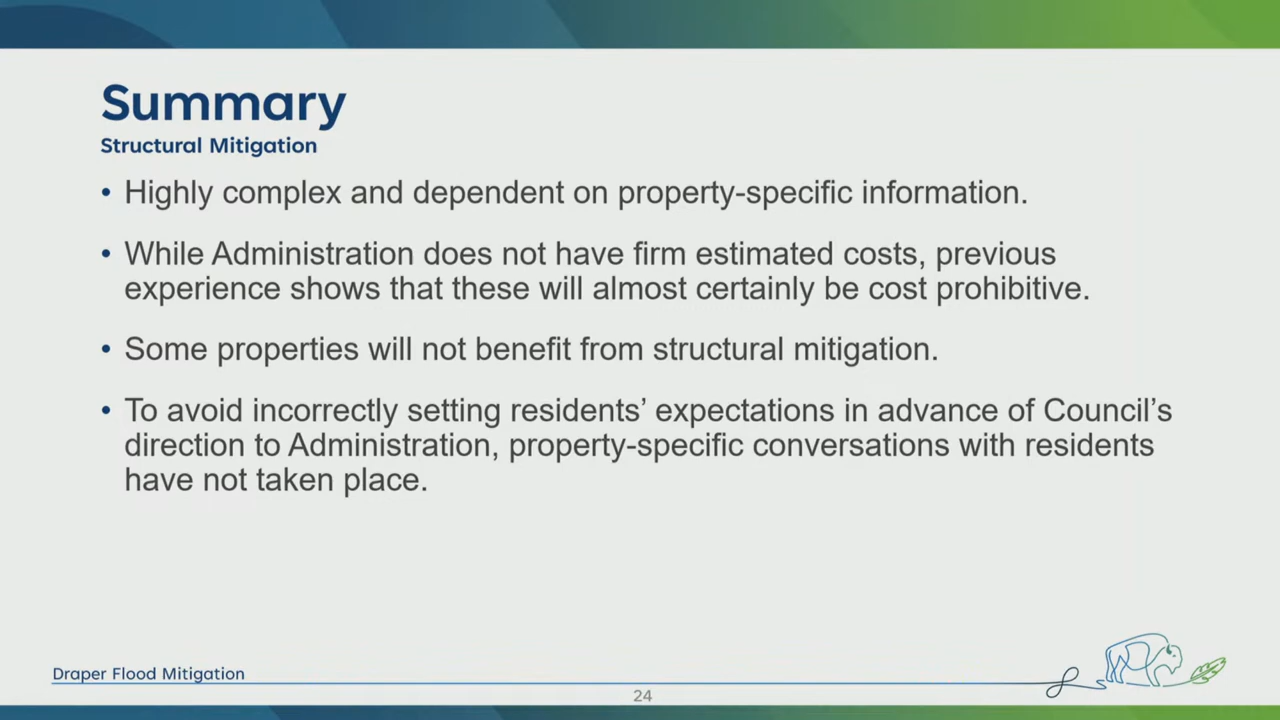 Summary
Structural Mitigation
• Highly complex and dependent on property-specific information.
• While Administration does not have firm estimated costs, previous
experience shows that these will almost certainly be cost prohibitive.
• Some properties will not benefit from structural mitigation.
• To avoid incorrectly setting residents’ expectations in advance of Council’s
direction to Administration, property-specific conversations with residents
have not taken place.
Draper Flood Mitigation
24